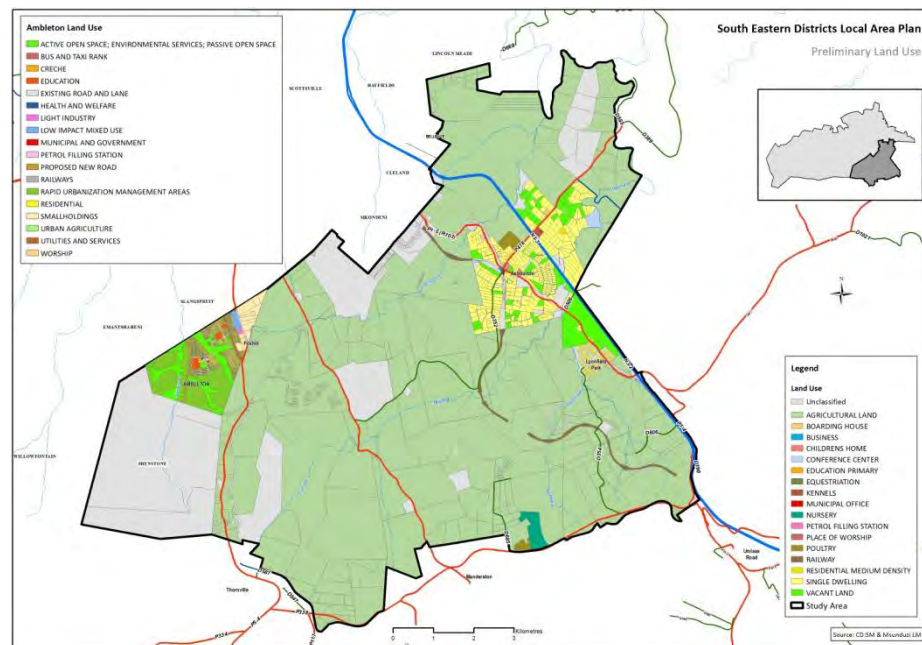 Ambleton Land Use
ACTIVE OPEN SPACE; ENVIRONMENTAL SERVICES; PASSIVE OPEN SPACE
BUS AND TAXI RANK
CRECHE
EDUCATION
EXISTING ROAD AND LANE
HEALTH AND WELFARE
LIGHT INDUSTRY
LOW IMPACT MIXED USE
MUNICIPAL AND GOVERNMENT
PETROL FILLING STATION
PROPOSED NEW ROAD
RAILWAYS
RAPID URBANIZATION MANAGEMENT AREAS
RESIDENTIAL
SMALLHOLDINGS
URBAN AGRICULTURE
UTILITIES AND SERVICES
WORSHIP
South Eastern Districts Local Area Plan
Preliminary Land Use
LINCOLN MEADE
SCOTTSVILLE
HAYFIELDS
CLELAND
MKONDENI
SLANGSPRUIT
WILLOWFONTAIN
AMBLETON
Lynnfield
Park
Umlaas
Road
Thornville
Manderston
N
0 1 2 3 Kilometres
Legend
Land Use
Unclassified
AGRICULTURAL LAND
BOARDING HOUSE
BUSINESS
CHILDRENS HOME
CONFERENCE CENTER
EDUCATION PRIMARY
EQUESTRIATION
KENNELS
MUNICIPAL OFFICE
NURSERY
PETROL FILLING STATION
PLACE OF WORSHIP
POULTRY
RAILWAY
RESIDENTIAL MEDIUM DENSITY
SINGLE DWELLING
VACANT LAND
Study Area
Source: CD:SM & Msunduzi LM